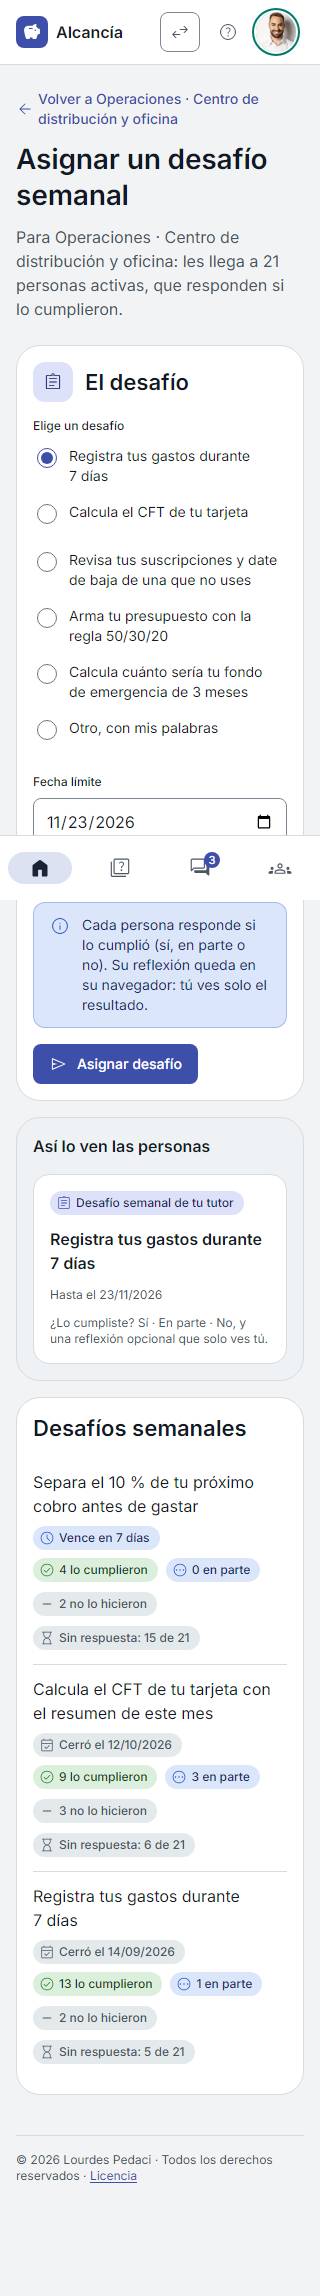 Alcancía
Volver a Operaciones · Centro de
distribución y oficina
Asignar un desafío
semanal
Para Operaciones · Centro de
distribución y oficina: les llega a 21
personas activas, que responden si
lo cumplieron.
El desafío
Elige un desafío
Registra tus gastos durante
7 días
Calcula el CFT de tu tarjeta
Revisa tus suscripciones y date
de baja de una que no uses
Arma tu presupuesto con la
regla 50/30/20
Calcula cuánto sería tu fondo
de emergencia de 3 meses
Otro, con mis palabras
Fecha límite
11/23/2026
3
Cada persona responde si
lo cumplió (sí, en parte o
no). Su reflexión queda en
su navegador: tú ves solo el
resultado.
Asignar desafío
Así lo ven las personas
Desafío semanal de tu tutor
Registra tus gastos durante
7 días
Hasta el 23/11/2026
¿Lo cumpliste? Sí · En parte · No, y
una reflexión opcional que solo ves tú.
Desafíos semanales
Separa el 10 % de tu próximo
cobro antes de gastar
Vence en 7 días
4 lo cumplieron
0 en parte
2 no lo hicieron
Sin respuesta: 15 de 21
Calcula el CFT de tu tarjeta con
el resumen de este mes
Cerró el 12/10/2026
9 lo cumplieron
3 en parte
3 no lo hicieron
Sin respuesta: 6 de 21
Registra tus gastos durante
7 días
Cerró el 14/09/2026
13 lo cumplieron
1 en parte
2 no lo hicieron
Sin respuesta: 5 de 21
© 2026 Lourdes Pedaci · Todos los derechos
reservados · Licencia